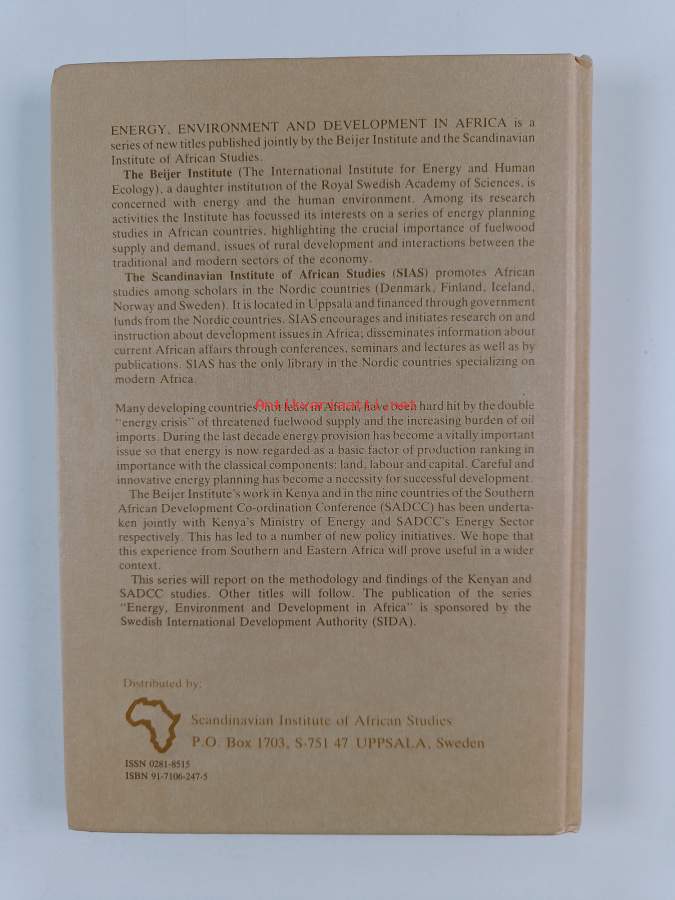 ENERGY, ENVIRONMENT AND DEVELOPMENT IN AFRICA is a
series of new titles published jointly by the Beijer Institute and the Scandinavian
Institute of African Studies.
The Beijer Institute (The International Institute for Energy and Human
Ecology), a daughter institution of the Royal Swedish Academy of Sciences, is
concerned with energy and the human environment. Among its research
activities the Institute has focussed its interests on a series of energy planning
studies in African countries, highlighting the crucial importance of fuelwood
supply and demand, issues of rural development and interactions between the
traditional and modern sectors of the economy.
The Scandinavian Institute of African Studies (SIAS) promotes African
studies among scholars in the Nordic countries (Denmark, Finland, Iceland,
Norway and Sweden). It is located in Uppsala and financed through government
funds from the Nordic countries. SIAS encourages and initiates research on and
instruction about development issues in Africa; disseminates information about
current African affairs through conferences, seminars and lectures as well as by
publications. SIAS has the only library in the Nordic countries specializing on
modern Africa.
Many developing countries, not least in Africa, have been hard hit by the double
"energy crisis" of threatened fuelwood supply and the increasing burden of oil
imports. During the last decade energy provision has become a vitally important
issue so that energy is now regarded as a basic factor of production ranking in
importance with the classical components: land, labour and capital. Careful and
innovative energy planning has become a necessity for successful development.
The Beijer Institute's work in Kenya and in the nine countries of the Southern
African Development Co-ordination Conference (SADCC) has been underta-
ken jointly with Kenya's Ministry of Energy and SADCC's Energy Sector
respectively. This has led to a number of new policy initiatives. We hope that
this experience from Southern and Eastern Africa will prove useful in a wider
context.
This series will report on the methodology and findings of the Kenyan and
SADCC studies. Other titles will follow. The publication of the series
"Energy, Environment and Development in Africa" is sponsored by the
Swedish International Development Authority (SIDA).
Distributed by:
Scandinavian Institute of African Studies
P.O. Box 1703, S-751 47 UPPSALA, Sweden
ISSN 0281-8515
ISBN 91-7106-247-5
Antikvariaatti.net